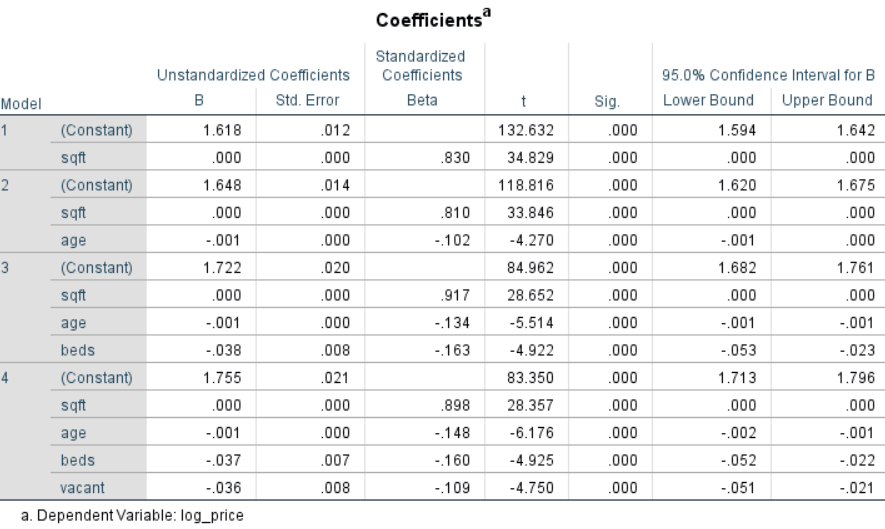 Coefficientsa
Unstandardized Coefficients Standardized Coefficients 95.0% Confidence Interval for B
Model B Std. Error Beta t Sig. Lower Bound Upper Bound
1 (Constant) 1.618 .012 132.632 .000 1.594 1.642
sqft .000 .000 .830 34.829 .000 .000 .000
2 (Constant) 1.648 .014 118.816 .000 1.620 1.675
sqft .000 .000 .810 33.846 .000 .000 .000
age -.001 .000 -.102 -4.270 .000 -.001 .000
3 (Constant) 1.722 .020 84.962 .000 1.682 1.761
sqft .000 .000 .917 28.652 .000 .000 .000
age -.001 .000 -.134 -5.514 .000 -.001 -.001
beds -.038 .008 -.163 -4.922 .000 -.053 -.023
4 (Constant) 1.755 .021 83.350 .000 1.713 1.796
sqft .000 .000 .898 28.357 .000 .000 .000
age -.001 .000 -.148 -6.176 .000 -.002 -.001
beds -.037 .007 -.160 -4.925 .000 -.052 -.022
vacant -.036 .008 -.109 -4.750 .000 -.051 -.021
a. Dependent Variable: log_price